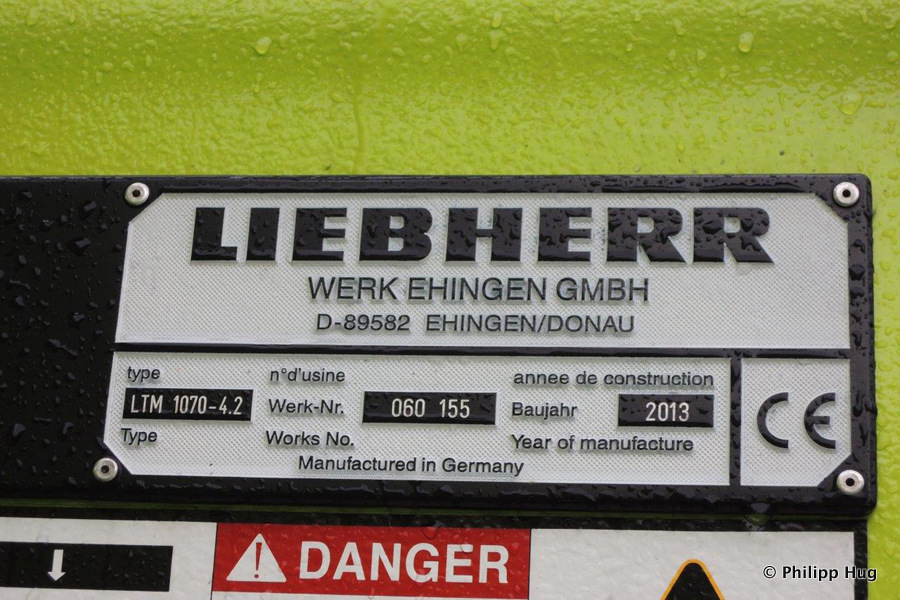 LIEBHERR
WERK EHINGEN GMBH
D-89582 EHINGEN/DONAU
type n°d'usine annee de construction
LTM 1070-4.2 Werk-Nr. 060 155 Baujahr 2013 CE
Type Works No. Year of manufacture
Manufactured in Germany
DANGER
© Philipp Hug